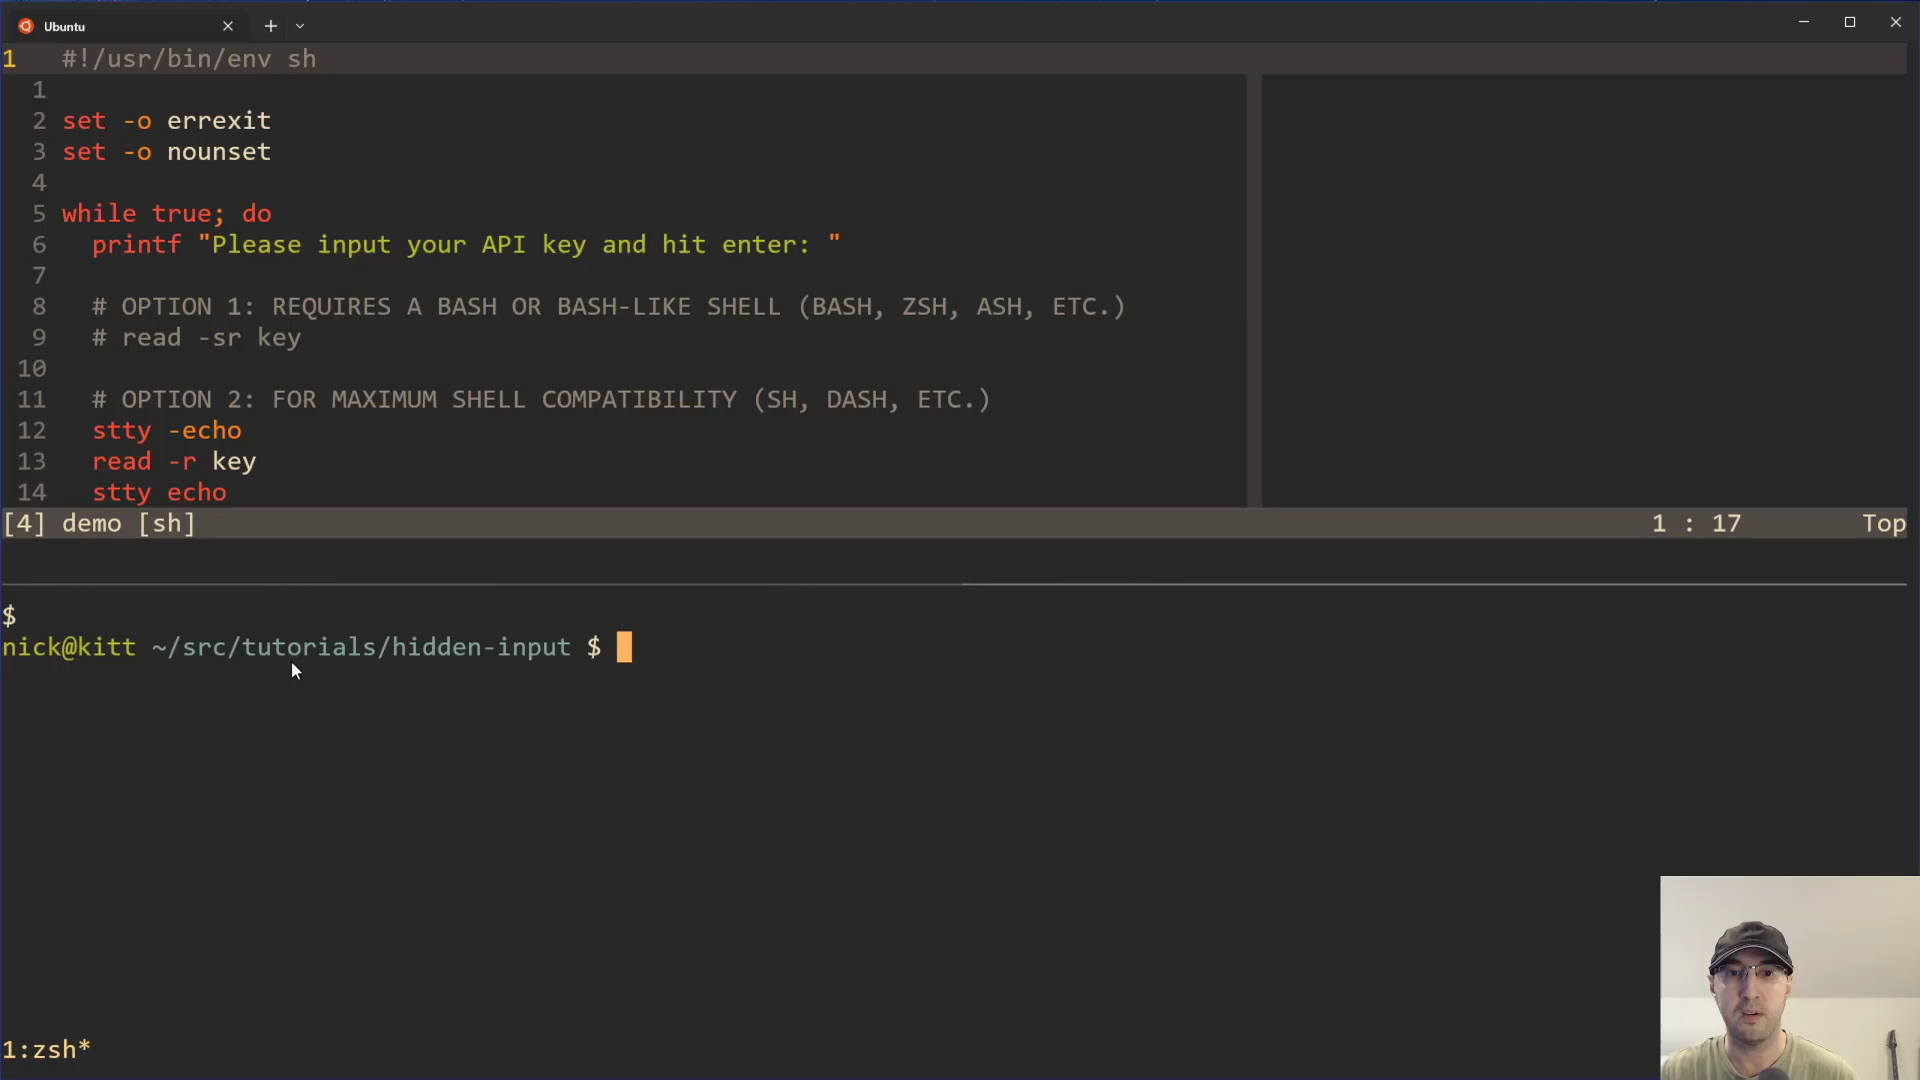 Ubuntu
1 #!/usr/bin/env sh
1
2 set -o errexit
3 set -o nounset
4
5 while true; do
6 printf "Please input your API key and hit enter: "
7
8 # OPTION 1: REQUIRES A BASH OR BASH-LIKE SHELL (BASH, ZSH, ASH, ETC.)
9 # read -sr key
10
11 # OPTION 2: FOR MAXIMUM SHELL COMPATIBILITY (SH, DASH, ETC.)
12 stty -echo
13 read -r key
14 stty echo
[4] demo [sh] 1 : 17 Top
$
nick@kitt ~/src/tutorials/hidden-input $
1:zsh*